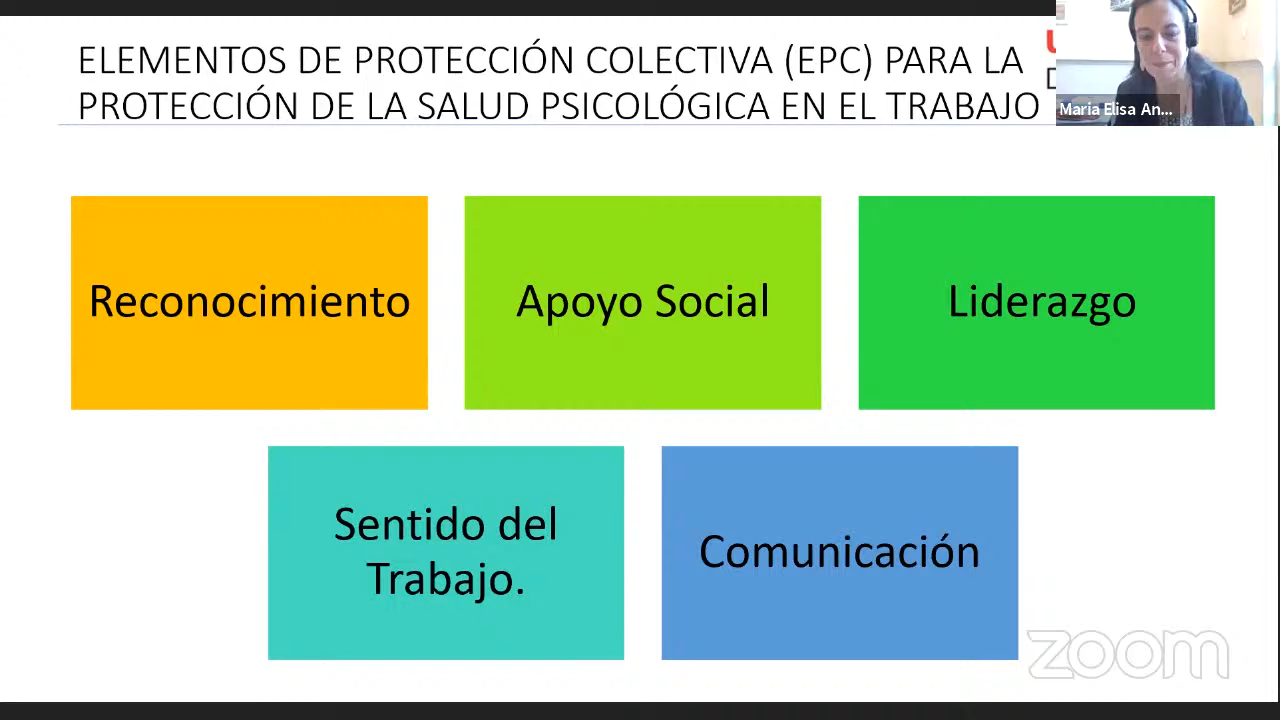 ELEMENTOS DE PROTECCIÓN COLECTIVA (EPC) PARA LA
PROTECCIÓN DE LA SALUD PSICOLÓGICA EN EL TRABAJO
Maria Elisa An...
Reconocimiento
Apoyo Social
Liderazgo
Sentido del
Trabajo.
Comunicación
zoom